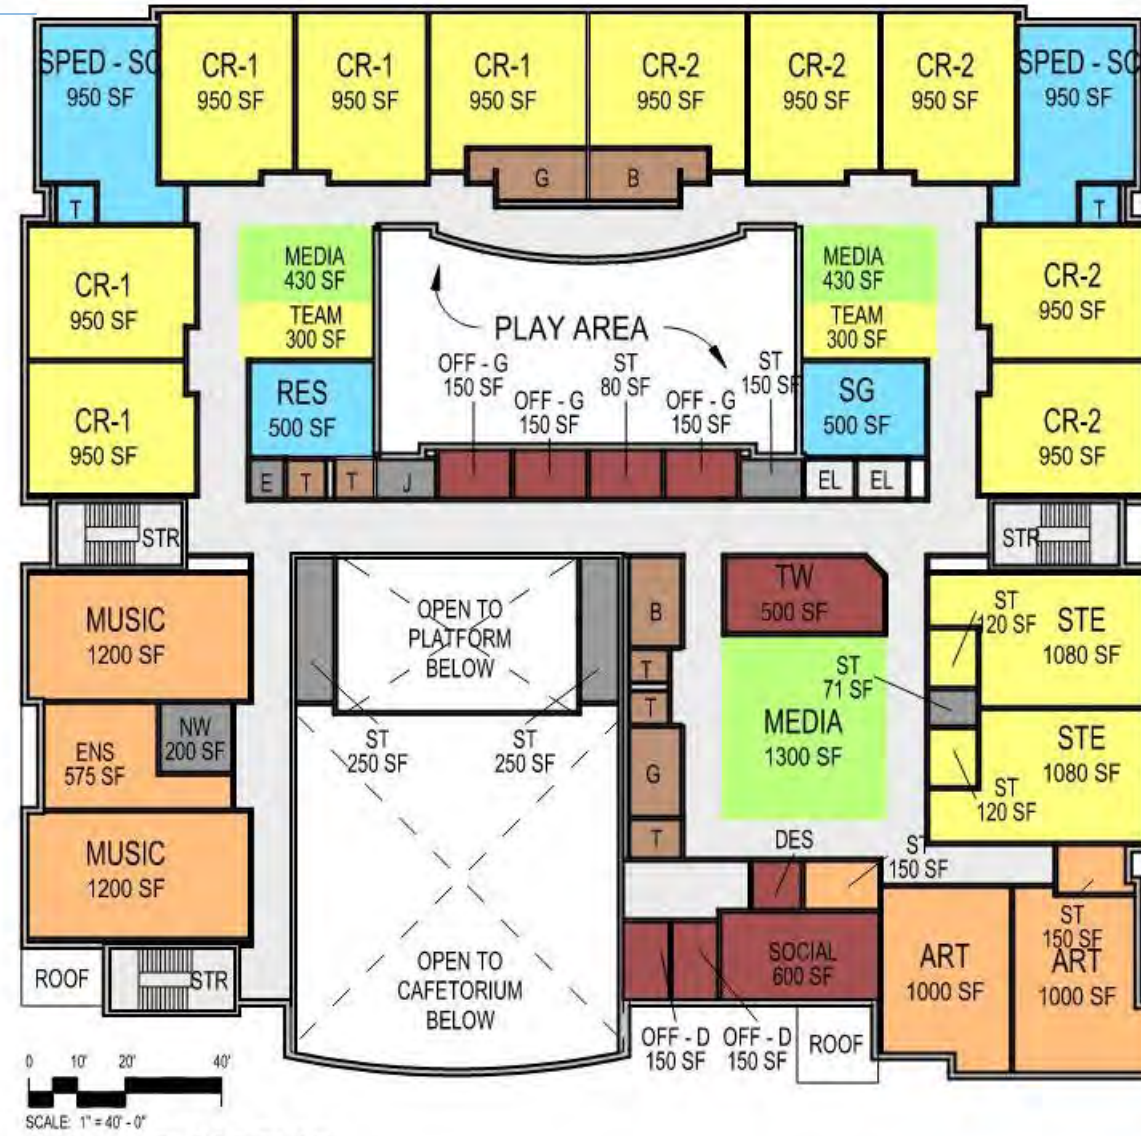 SPED - SC
950 SF
CR-1
950 SF
CR-1
950 SF
CR-1
950 SF
CR-2
950 SF
CR-2
950 SF
CR-2
950 SF
SPED - SC
950 SF
G
B
T
T
CR-1
950 SF
MEDIA
430 SF
TEAM
300 SF
PLAY AREA
MEDIA
430 SF
TEAM
300 SF
CR-2
950 SF
OFF - G
150 SF
OFF - G
150 SF
ST
80 SF
OFF - G
150 SF
ST
150 SF
CR-1
950 SF
RES
500 SF
SG
500 SF
CR-2
950 SF
E
T
T
J
EL
EL
STR
STR
MUSIC
1200 SF
OPEN TO
PLATFORM
BELOW
B
TW
500 SF
ST
120 SF
STE
1080 SF
T
ST
71 SF
T
ENS
575 SF
NW
200 SF
ST
250 SF
ST
250 SF
MEDIA
1300 SF
STE
1080 SF
G
ST
120 SF
MUSIC
1200 SF
T
DES
ST
150 SF
ROOF
STR
OPEN TO
CAFETORIUM
BELOW
SOCIAL
600 SF
ART
1000 SF
ST
150 SF
ART
1000 SF
OFF - D
150 SF
OFF - D
150 SF
ROOF
0 10' 20' 40'
SCALE: 1" = 40' - 0"